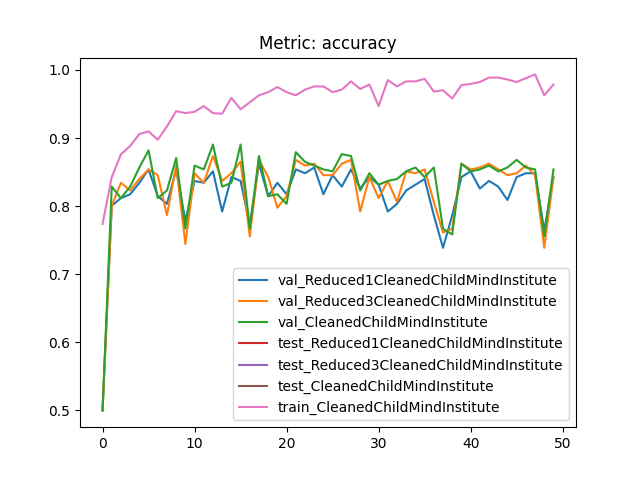 Metric: accuracy
1.0
0.9
0.8
0.7
0.6
0.5
0
10
20
30
40
50
val_Reduced1CleanedChildMindInstitute
val_Reduced3CleanedChildMindInstitute
val_CleanedChildMindInstitute
test_Reduced1CleanedChildMindInstitute
test_Reduced3CleanedChildMindInstitute
test_CleanedChildMindInstitute
train_CleanedChildMindInstitute